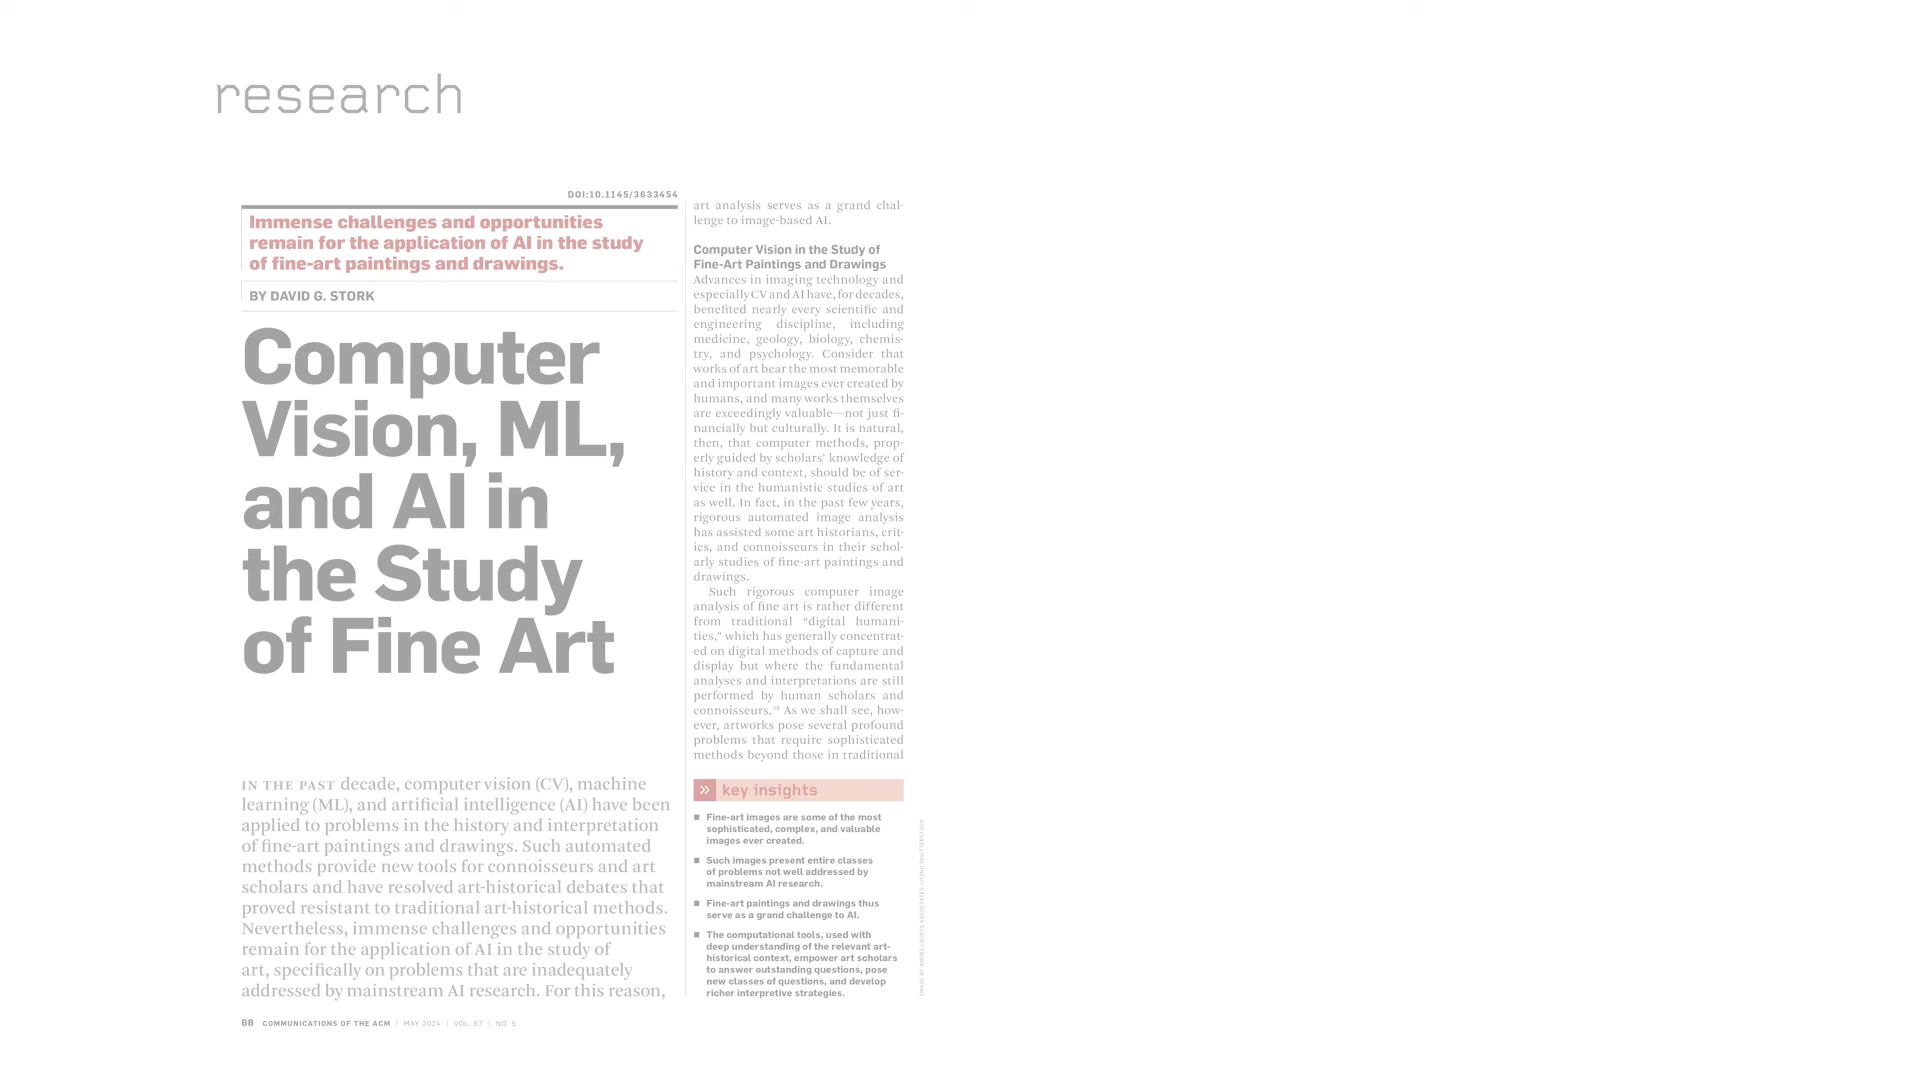 research
DOI:10.1145/3633454
Immense challenges and opportunities
remain for the application of AI in the study
of fine-art paintings and drawings.
BY DAVID G. STORK
Computer
Vision, ML,
and AI in
the Study
of Fine Art
IN THE PAST decade, computer vision (CV), machine
learning (ML), and artificial intelligence (AI) have been
applied to problems in the history and interpretation
of fine-art paintings and drawings. Such automated
methods provide new tools for connoisseurs and art
scholars and have resolved art-historical debates that
proved resistant to traditional art-historical methods.
Nevertheless, immense challenges and opportunities
remain for the application of AI in the study of
art, specifically on problems that are inadequately
addressed by mainstream AI research. For this reason,
art analysis serves as a grand chal-
lenge to image-based AI.
Computer Vision in the Study of
Fine-Art Paintings and Drawings
Advances in imaging technology and
especially CV and AI have, for decades,
benefited nearly every scientific and
engineering discipline, including
medicine, geology, biology, chemis-
try, and psychology. Consider that
works of art bear the most memorable
and important images ever created by
humans, and many works themselves
are exceedingly valuable—not just fi-
nancially but culturally. It is natural,
then, that computer methods, prop-
erly guided by scholars' knowledge of
history and context, should be of ser-
vice in the humanistic studies of art
as well. In fact, in the past few years,
rigorous automated image analysis
has assisted some art historians, crit-
ics, and connoisseurs in their schol-
arly studies of fine-art paintings and
drawings.
Such rigorous computer image
analysis of fine art is rather different
from traditional “digital humani-
ties,” which has generally concentrat-
ed on digital methods of capture and
display but where the fundamental
analyses and interpretations are still
performed by human scholars and
connoisseurs. As we shall see, how-
ever, artworks pose several profound
problems that require sophisticated
methods beyond those in traditional
» key insights
■ Fine-art images are some of the most
sophisticated, complex, and valuable
images ever created.
■ Such images present entire classes
of problems not well addressed by
mainstream AI research.
■ Fine-art paintings and drawings thus
serve as a grand challenge to AI.
■ The computational tools, used with
deep understanding of the relevant art-
historical context, empower art scholars
to answer outstanding questions, pose
new classes of questions, and develop
richer interpretive strategies.
IMAGE BY ANDRIJ BORYS ASSOCIATES, USING SHUTTERSTOCK
68 COMMUNICATIONS OF THE ACM | MAY 2024 | VOL. 67 | NO. 5